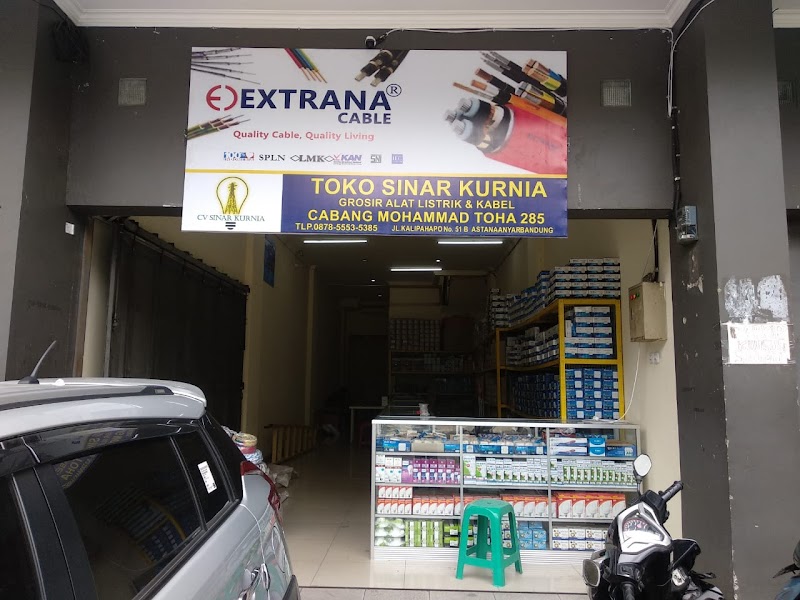 EXTRANA®
CABLE
Quality Cable, Quality Living
SPLN LMK KAN SNI
CV SINAR KURNIA
TOKO SINAR KURNIA
GROSIR ALAT LISTRIK & KABEL
CABANG MOHAMMAD TOHA 285
TLP.0878-5553-5385 JL.KALIPAHAPO No. 51 B ASTANAANYARBANDUNG